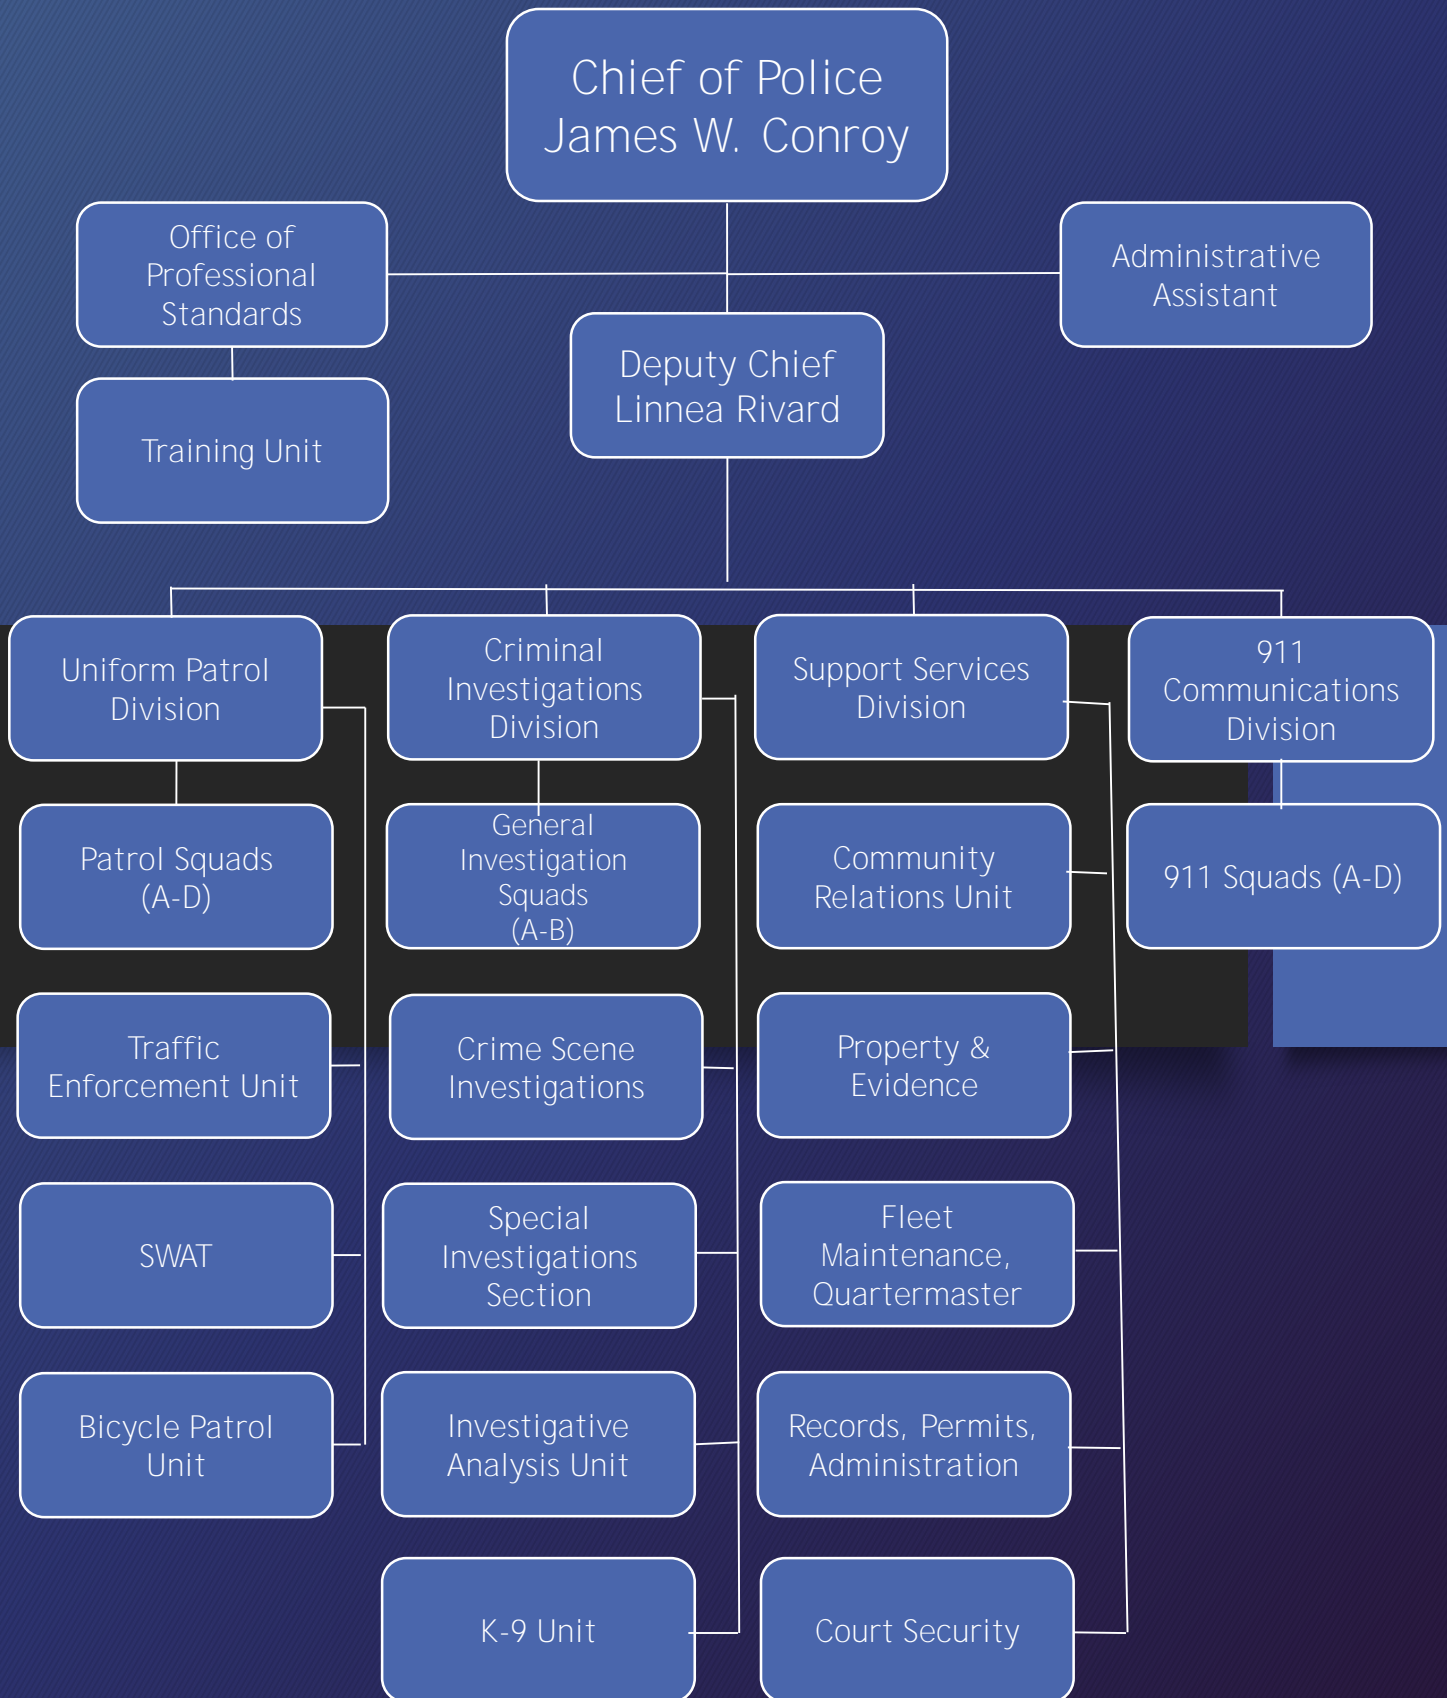 Chief of Police
James W. Conroy
Office of
Professional
Standards
Administrative
Assistant
Deputy Chief
Linnea Rivard
Training Unit
Uniform Patrol
Division
Criminal
Investigations
Division
Support Services
Division
911
Communications
Division
Patrol Squads
(A-D)
General
Investigation
Squads
(A-B)
Community
Relations Unit
911 Squads (A-D)
Traffic
Enforcement Unit
Crime Scene
Investigations
Property &
Evidence
SWAT
Special
Investigations
Section
Fleet
Maintenance,
Quartermaster
Bicycle Patrol
Unit
Investigative
Analysis Unit
Records, Permits,
Administration
K-9 Unit
Court Security